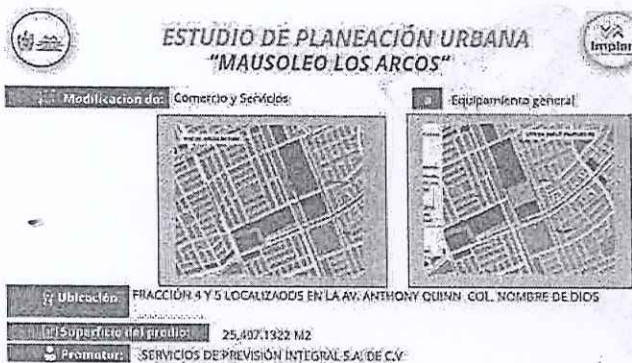 ESTUDIO DE PLANEACIÓN URBANA
"MAUSOLEO LOS ARCOS"
Implan
Modificacion de: Comercio y Servicios
a Equipamiento general
Ubicación: FRACCIÓN 4 Y 5 LOCALIZADOS EN LA AV. ANTHONY QUINN COL. NOMBRE DE DIOS
Superficie del predio: 25,407.1322 M2
Promotor: SERVICIOS DE PREVISIÓN INTEGRAL S.A. DE C.V